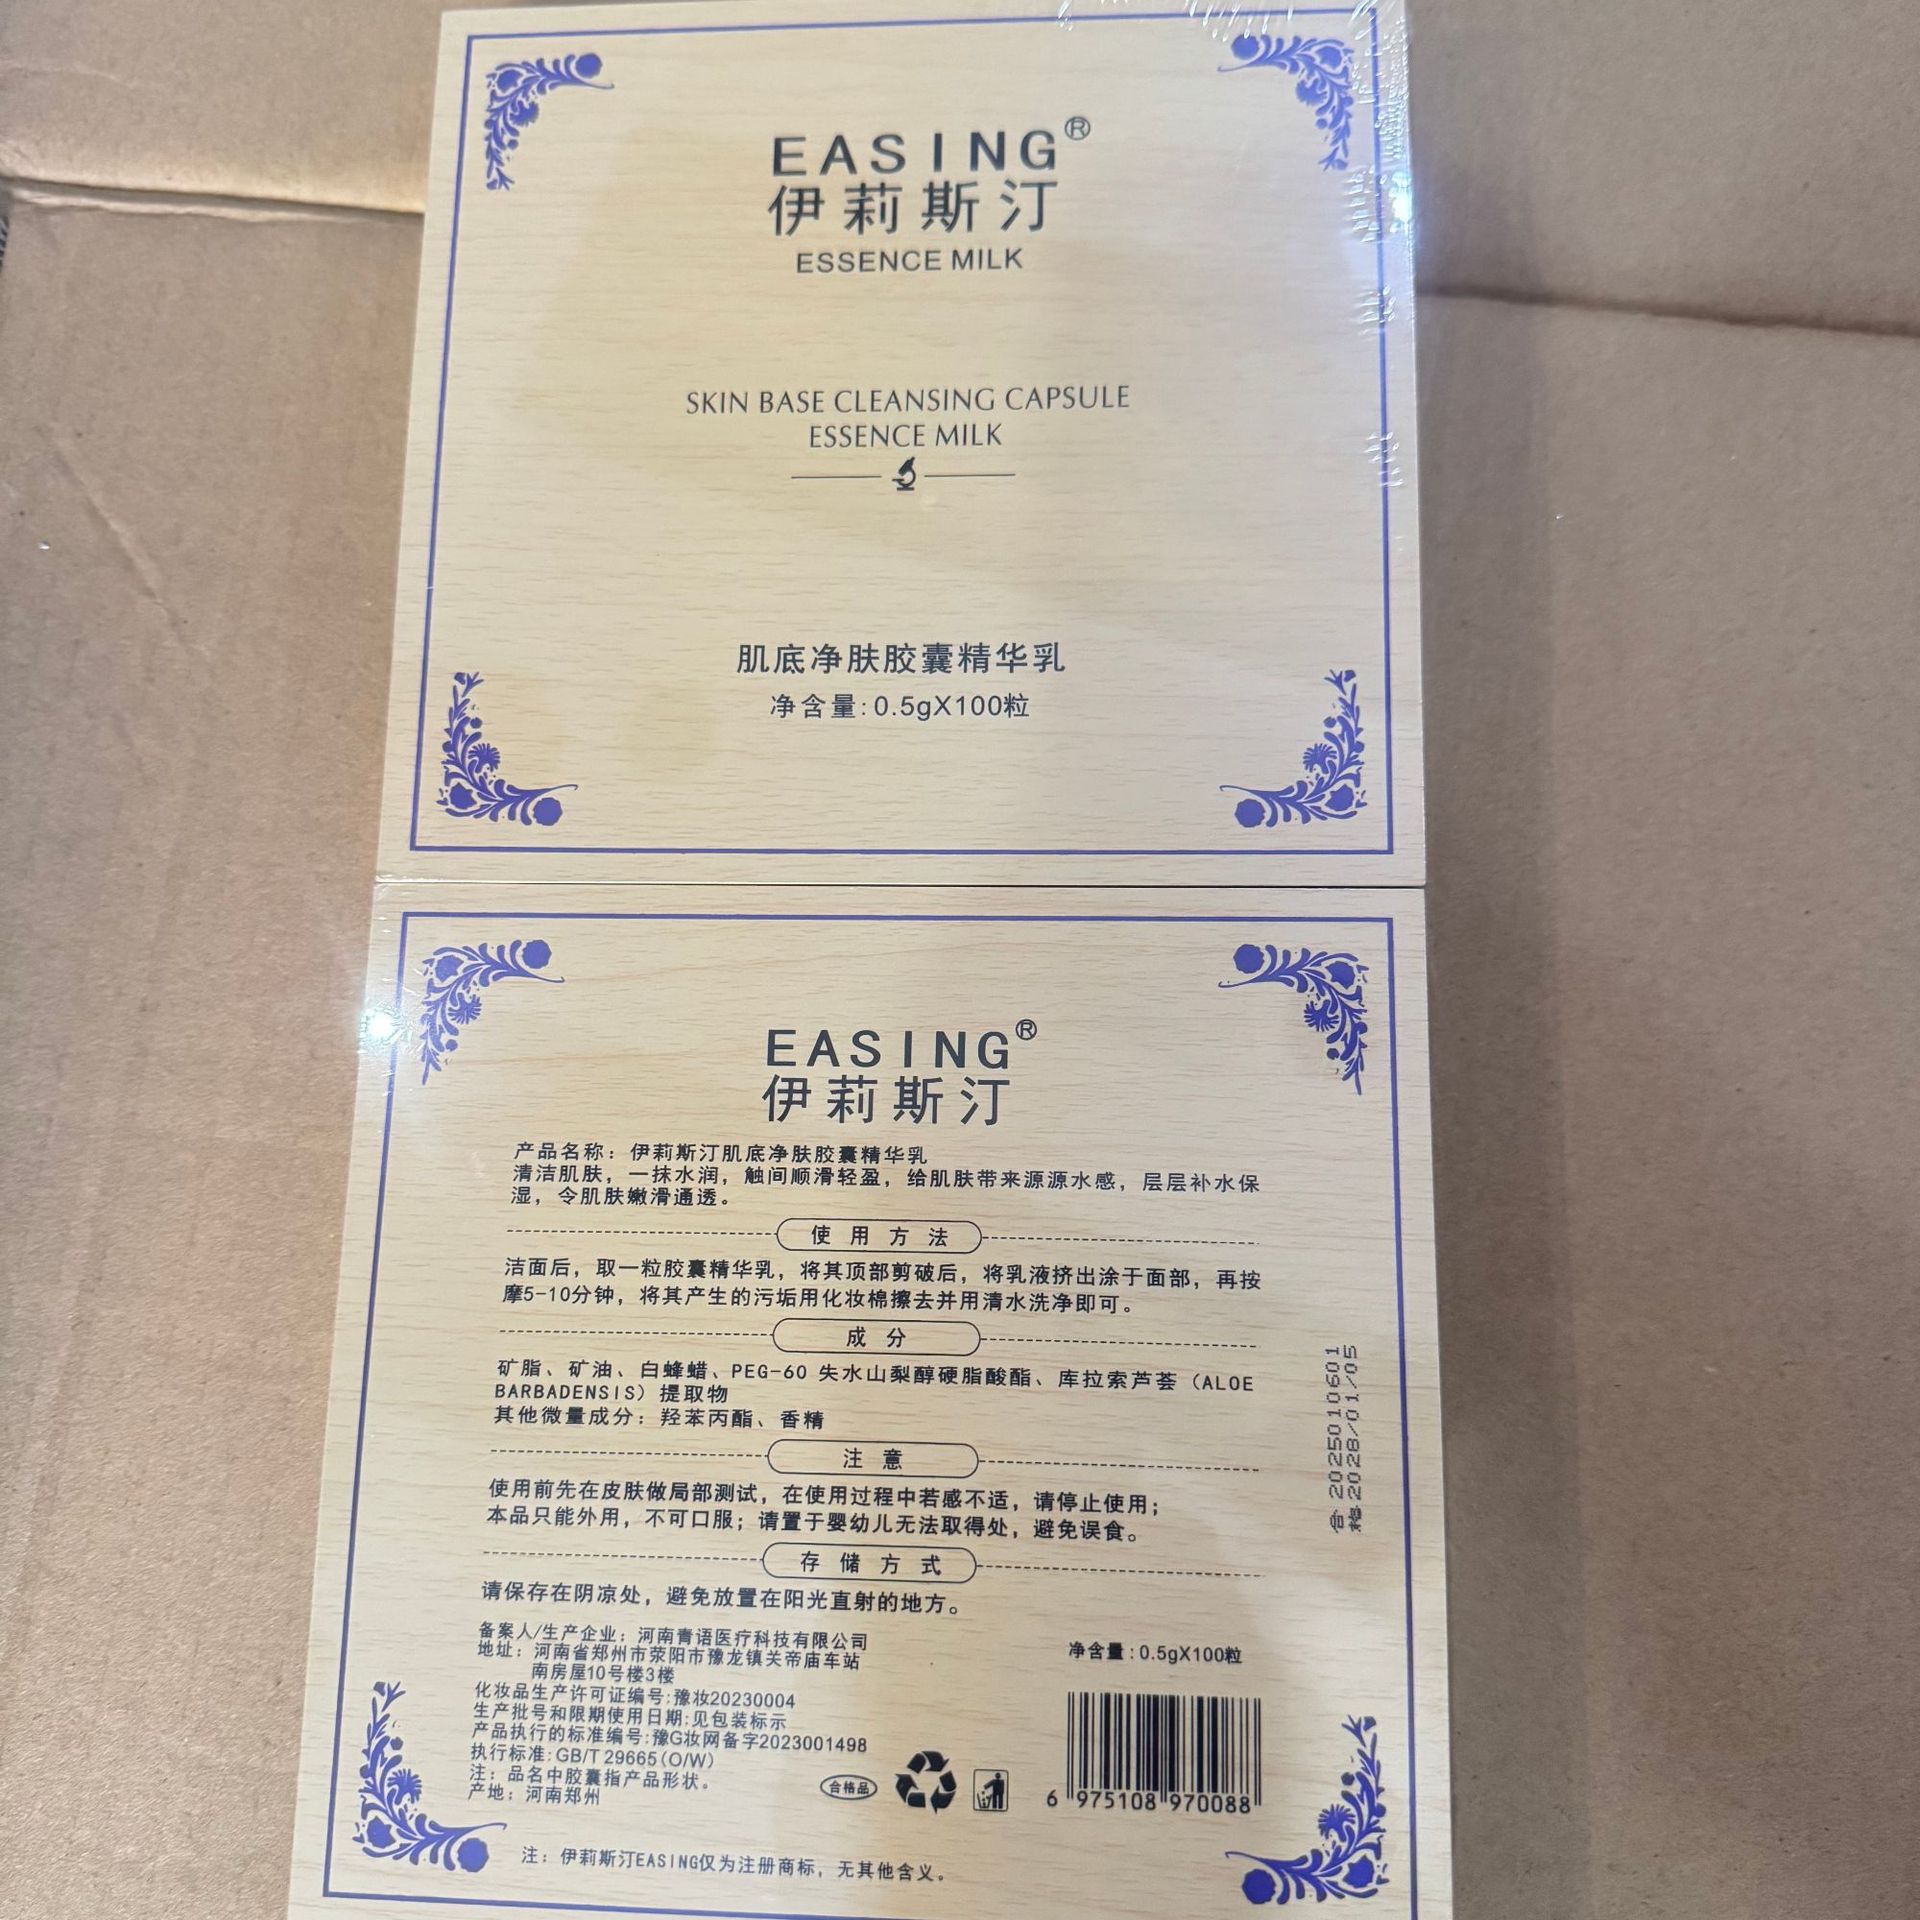 EASING®
伊莉斯汀
ESSENCE MILK
SKIN BASE CLEANSING CAPSULE
ESSENCE MILK
肌底净肤胶囊精华乳
净含量:0.5gX100粒
EASING®
伊莉斯汀
产品名称：伊莉斯汀肌底净肤胶囊精华乳
清洁肌肤，一抹水润，触间顺滑轻盈，给肌肤带来源源水感，层层补水保
湿，令肌肤嫩滑通透。
使用方法
洁面后，取一粒胶囊精华乳，将其顶部剪破后，将乳液挤出涂于面部，再按
摩5-10分钟，将其产生的污垢用化妆棉擦去并用清水洗净即可。
成分
矿脂、矿油、白蜂蜡、PEG-60 失水山梨醇硬脂酸酯、库拉索芦荟（ALOE
BARBADENSIS）提取物
其他微量成分：羟苯丙酯、香精
注意
使用前先在皮肤做局部测试，在使用过程中若感不适，请停止使用；
本品只能外用，不可口服；请置于婴幼儿无法取得处，避免误食。
存储方式
请保存在阴凉处，避免放置在阳光直射的地方。
备案人/生产企业：河南青语医疗科技有限公司
地址：河南省郑州市荥阳市豫龙镇关帝庙车站
南房屋10号楼3楼
化妆品生产许可证编号:豫妆20230004
生产批号和限期使用日期:见包装标示
产品执行的标准编号:豫G妆网备字2023001498
执行标准:GB/T 29665(O/W)
注：品名中胶囊指产品形状。
产地：河南郑州
净含量:0.5gX100粒
合格品
6 975108 970088
注：伊莉斯汀EASING仅为注册商标，无其他含义。
合 2025010601
格 2028/01/05